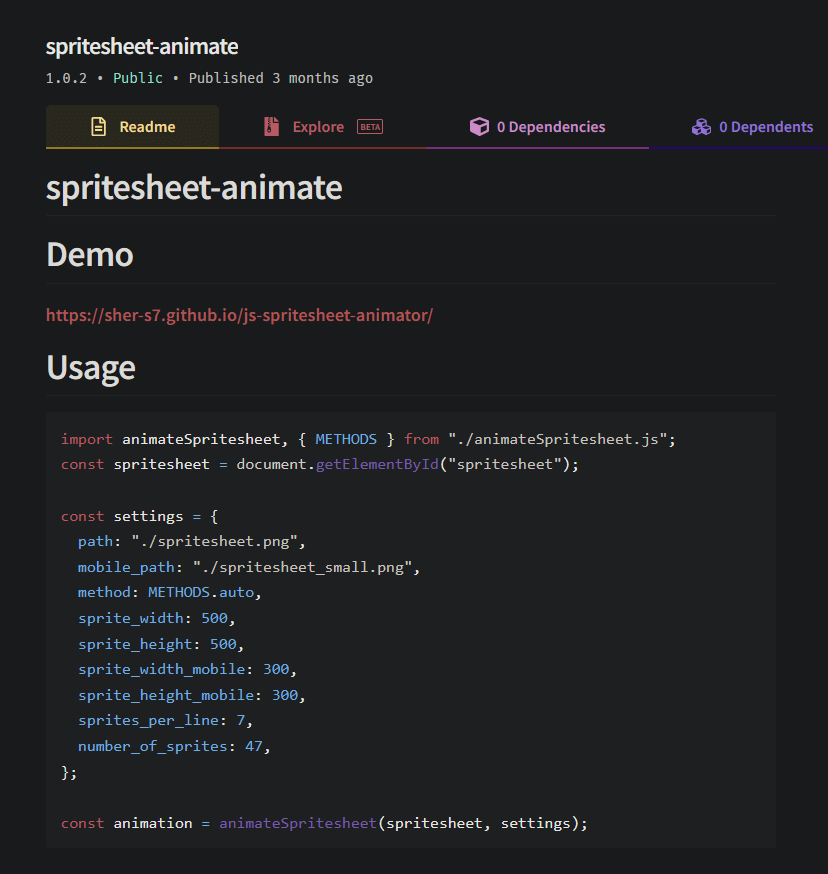 spritesheet-animate
1.0.2 • Public • Published 3 months ago
Readme Explore BETA 0 Dependencies 0 Dependents
spritesheet-animate
Demo
https://sher-s7.github.io/js-spritesheet-animator/
Usage
import animateSpritesheet, { METHODS } from "./animateSpritesheet.js";
const spritesheet = document.getElementById("spritesheet");
const settings = {
  path: "./spritesheet.png",
  mobile_path: "./spritesheet_small.png",
  method: METHODS.auto,
  sprite_width: 500,
  sprite_height: 500,
  sprite_width_mobile: 300,
  sprite_height_mobile: 300,
  sprites_per_line: 7,
  number_of_sprites: 47,
};
const animation = animateSpritesheet(spritesheet, settings);